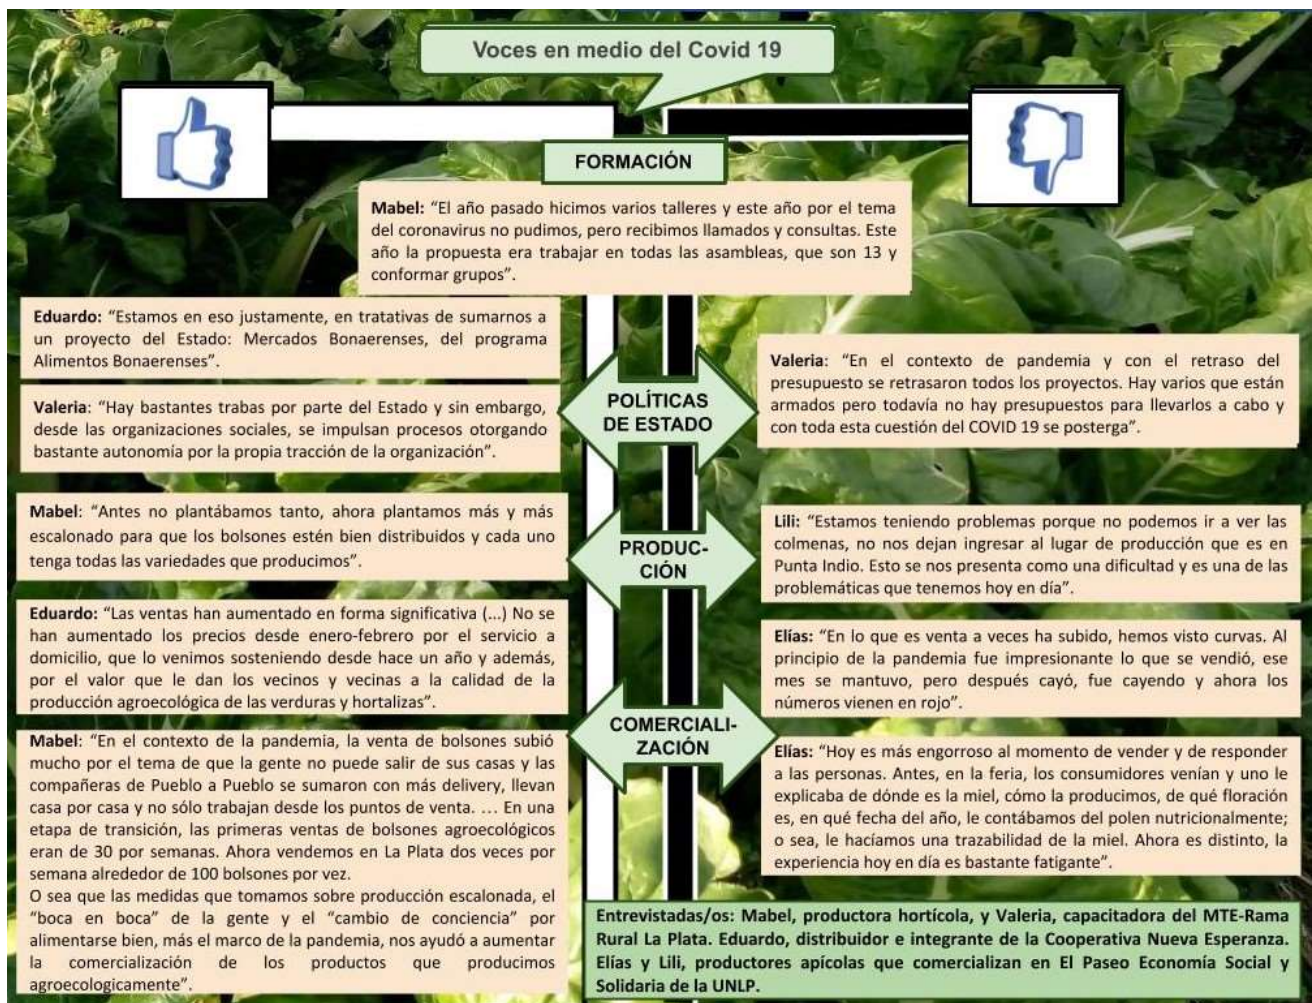 Voces en medio del Covid 19
FORMACIÓN
Mabel: “El año pasado hicimos varios talleres y este año por el tema
del coronavirus no pudimos, pero recibimos llamados y consultas. Este
año la propuesta era trabajar en todas las asambleas, que son 13 y
conformar grupos”.
Eduardo: “Estamos en eso justamente, en tratativas de sumarnos a
un proyecto del Estado: Mercados Bonaerenses, del programa
Alimentos Bonaerenses”.
Valeria: “Hay bastantes trabas por parte del Estado y sin embargo,
desde las organizaciones sociales, se impulsan procesos otorgando
bastante autonomía por la propia tracción de la organización”.
POLÍTICAS
DE ESTADO
Valeria: “En el contexto de pandemia y con el retraso del
presupuesto se retrasaron todos los proyectos. Hay varios que están
armados pero todavía no hay presupuestos para llevarlos a cabo y
con toda esta cuestión del COVID 19 se posterga”.
Mabel: “Antes no plantábamos tanto, ahora plantamos más y más
escalonado para que los bolsones estén bien distribuidos y cada uno
tenga todas las variedades que producimos”.
PRODUC-
CIÓN
Lili: “Estamos teniendo problemas porque no podemos ir a ver las
colmenas, no nos dejan ingresar al lugar de producción que es en
Punta Indio. Esto se nos presenta como una dificultad y es una de las
problemáticas que tenemos hoy en día”.
Eduardo: “Las ventas han aumentado en forma significativa (...) No se
han aumentado los precios desde enero-febrero por el servicio a
domicilio, que lo venimos sosteniendo desde hace un año y además,
por el valor que le dan los vecinos y vecinas a la calidad de la
producción agroecológica de las verduras y hortalizas”.
Mabel: “En el contexto de la pandemia, la venta de bolsones subió
mucho por el tema de que la gente no puede salir de sus casas y las
compañeras de Pueblo a Pueblo se sumaron con más delivery, llevan
casa por casa y no sólo trabajan desde los puntos de venta. … En una
etapa de transición, las primeras ventas de bolsones agroecológicos
eran de 30 por semanas. Ahora vendemos en La Plata dos veces por
semana alrededor de 100 bolsones por vez.
O sea que las medidas que tomamos sobre producción escalonada, el
“boca en boca” de la gente y el “cambio de conciencia” por
alimentarse bien, más el marco de la pandemia, nos ayudó a aumentar
la comercialización de los productos que producimos
agroecologicamente”.
COMERCIALI-
ZACIÓN
Elías: “En lo que es venta a veces ha subido, hemos visto curvas. Al
principio de la pandemia fue impresionante lo que se vendió, ese
mes se mantuvo, pero después cayó, fue cayendo y ahora los
números vienen en rojo”.
Elías: “Hoy es más engorroso al momento de vender y de responder
a las personas. Antes, en la feria, los consumidores venían y uno le
explicaba de dónde es la miel, cómo la producimos, de qué floración
es, en qué fecha del año, le contábamos del polen nutricionalmente;
o sea, le hacíamos una trazabilidad de la miel. Ahora es distinto, la
experiencia hoy en día es bastante fatigante”.
Entrevistadas/os: Mabel, productora hortícola, y Valeria, capacitadora del MTE-Rama
Rural La Plata. Eduardo, distribuidor e integrante de la Cooperativa Nueva Esperanza.
Elías y Lili, productores apícolas que comercializan en El Paseo Economía Social y
Solidaria de la UNLP.